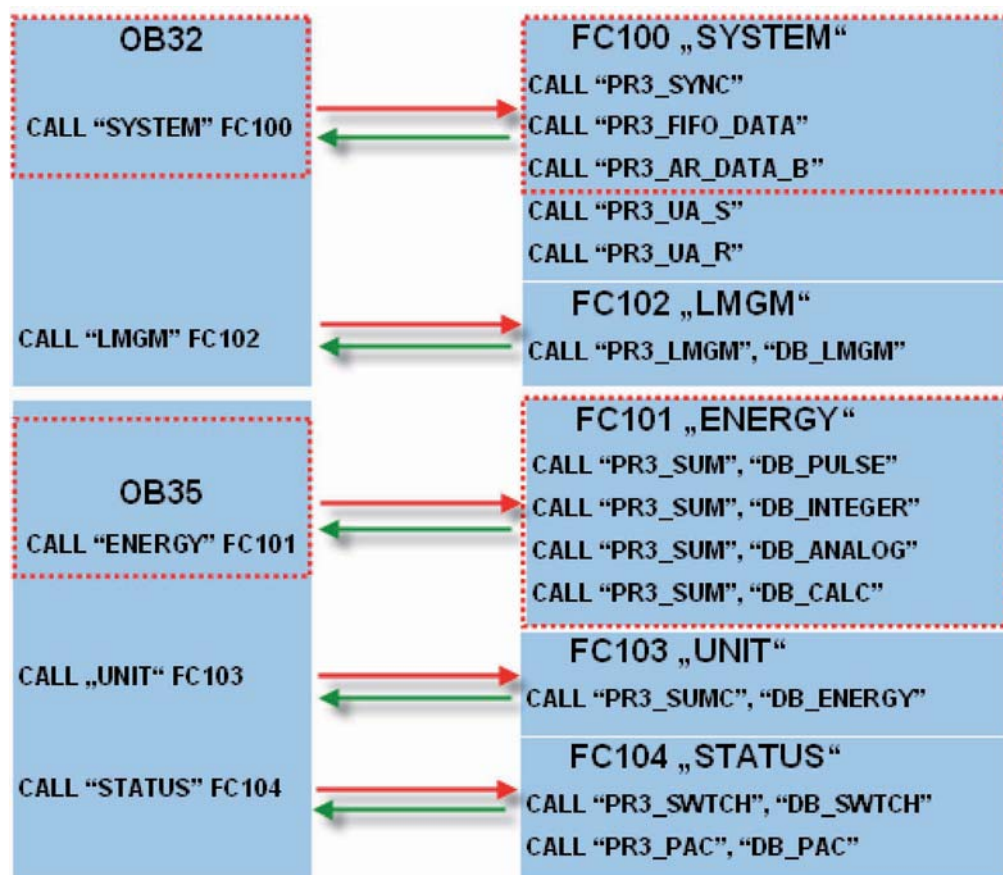 OB32
CALL “SYSTEM” FC100
FC100 „SYSTEM“
CALL “PR3_SYNC”
CALL “PR3_FIFO_DATA”
CALL “PR3_AR_DATA_B”
CALL “PR3_UA_S”
CALL “PR3_UA_R”
CALL “LMGM” FC102
FC102 „LMGM“
CALL “PR3_LMGM”, “DB_LMGM”
OB35
CALL “ENERGY” FC101
FC101 „ENERGY“
CALL “PR3_SUM”, “DB_PULSE”
CALL “PR3_SUM”, “DB_INTEGER”
CALL “PR3_SUM”, “DB_ANALOG”
CALL “PR3_SUM”, “DB_CALC”
CALL „UNIT“ FC103
FC103 „UNIT“
CALL “PR3_SUMC”, “DB_ENERGY”
CALL “STATUS” FC104
FC104 „STATUS“
CALL “PR3_SWTCH”, “DB_SWTCH”
CALL “PR3_PAC”, “DB_PAC”